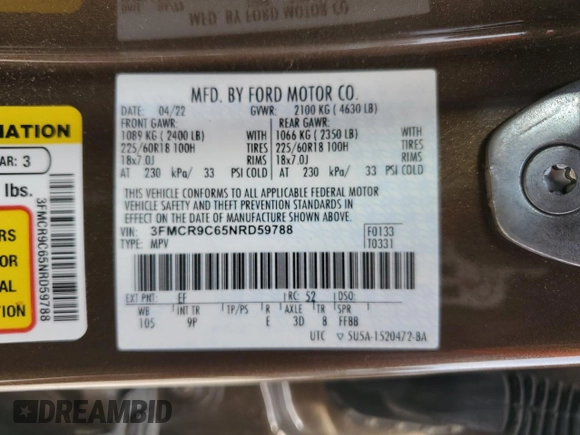 MFD. BY FORD MOTOR CO.
MFD. BY FORD MOTOR CO.
DATE: 04/22 GVWR: 2100 KG ( 4630 LB)
FRONT GAWR: REAR GAWR:
1089 KG ( 2400 LB) WITH 1066 KG ( 2350 LB) WITH
225/60R18 100H TIRES 225/60R18 100H TIRES
18x7.0J RIMS 18x7.0J RIMS
AT 230 kPa/ 33 PSI COLD AT 230 kPa/ 33 PSI COLD
THIS VEHICLE CONFORMS TO ALL APPLICABLE FEDERAL MOTOR
VEHICLE SAFETY AND THEFT PREVENTION STANDARDS IN
EFFECT ON THE DATE OF MANUFACTURE SHOWN ABOVE.
VIN: 3FMCR9C65NRD59788 F0133
TYPE: MPV T0331
EXT PNT: EF RC: 52 DSO:
WB INT TR TP/PS R AXLE TR SPR
105 9P E 3D 8 FFBB
UTC ▽ 5U5A-1520472-BA
MATION
AR: 3
lbs.
3FMCR9C65NRD59788
RS
OR
AL
DREAMBID